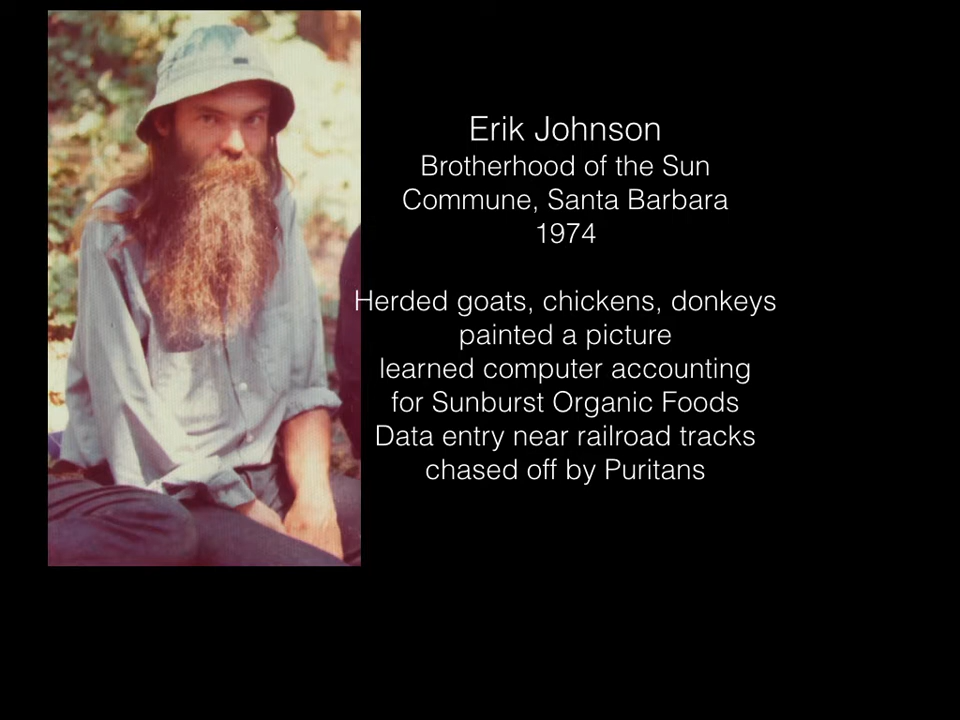 Erik Johnson
Brotherhood of the Sun
Commune, Santa Barbara
1974
Herded goats, chickens, donkeys
painted a picture
learned computer accounting
for Sunburst Organic Foods
Data entry near railroad tracks
chased off by Puritans